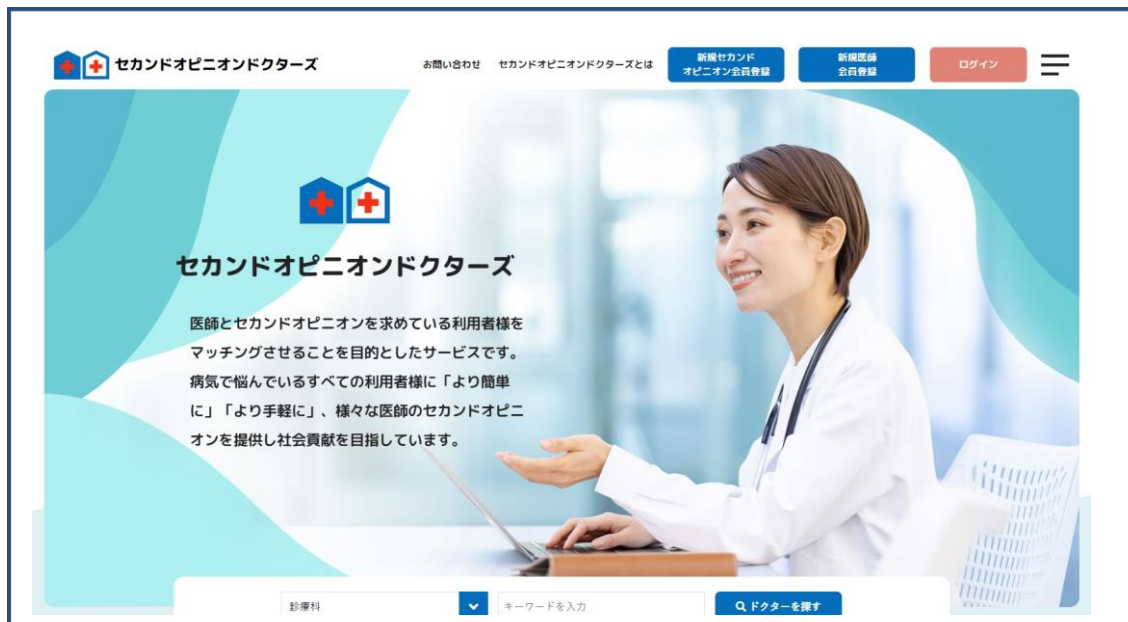 セカンドオピニオンドクターズ
お問い合わせ
セカンドオピニオンドクターズとは
新規セカンド
オピニオン会員登録
新規医師
会員登録
ログイン
セカンドオピニオンドクターズ
医師とセカンドオピニオンを求めている利用者様を
マッチングさせることを目的としたサービスです。
病気で悩んでいるすべての利用者様に「より簡単
に」「より手軽に」、様々な医師のセカンドオピニ
オンを提供し社会貢献を目指しています。
診療科
キーワードを入力
ドクターを探す